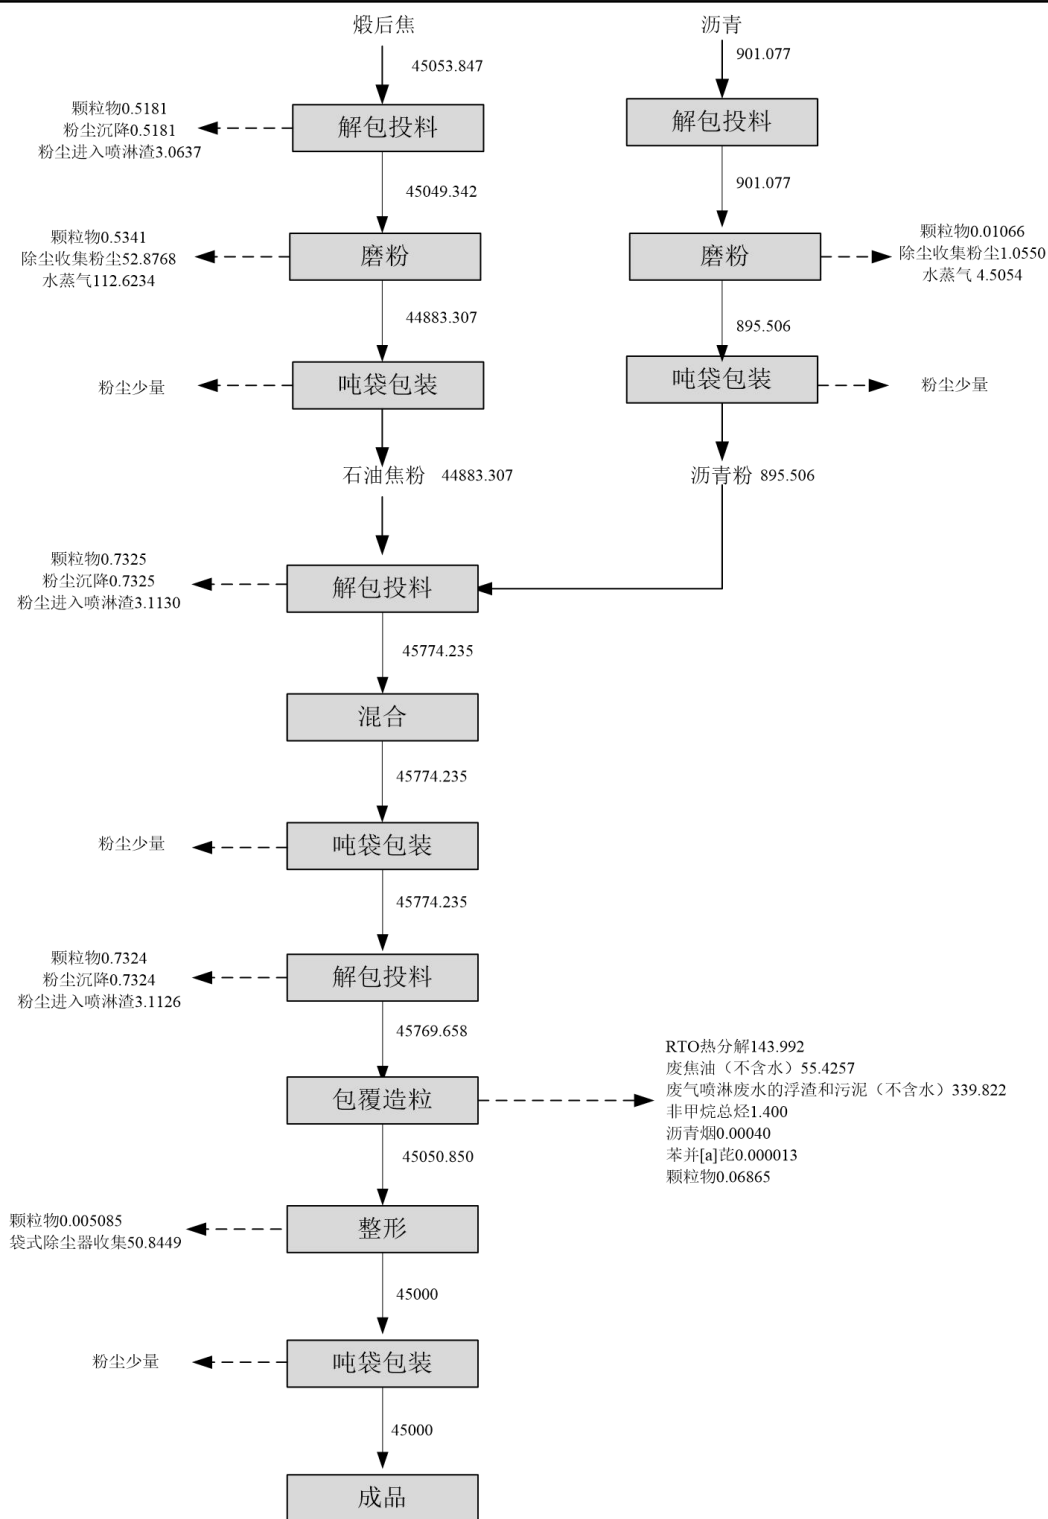 煅后焦
沥青
45053.847
901.077
颗粒物0.5181
粉尘沉降0.5181
粉尘进入喷淋渣3.0637
解包投料
解包投料
45049.342
901.077
颗粒物0.5341
除尘收集粉尘52.8768
水蒸气112.6234
磨粉
磨粉
颗粒物0.01066
除尘收集粉尘1.0550
水蒸气 4.5054
44883.307
895.506
粉尘少量
吨袋包装
吨袋包装
粉尘少量
石油焦粉 44883.307
沥青粉 895.506
颗粒物0.7325
粉尘沉降0.7325
粉尘进入喷淋渣3.1130
解包投料
45774.235
混合
45774.235
粉尘少量
吨袋包装
45774.235
颗粒物0.7324
粉尘沉降0.7324
粉尘进入喷淋渣3.1126
解包投料
45769.658
包覆造粒
RTO热分解143.992
废焦油（不含水）55.4257
废气喷淋废水的浮渣和污泥（不含水）339.822
非甲烷总烃1.400
沥青烟0.00040
苯并[a]芘0.000013
颗粒物0.06865
45050.850
颗粒物0.005085
袋式除尘器收集50.8449
整形
45000
粉尘少量
吨袋包装
45000
成品